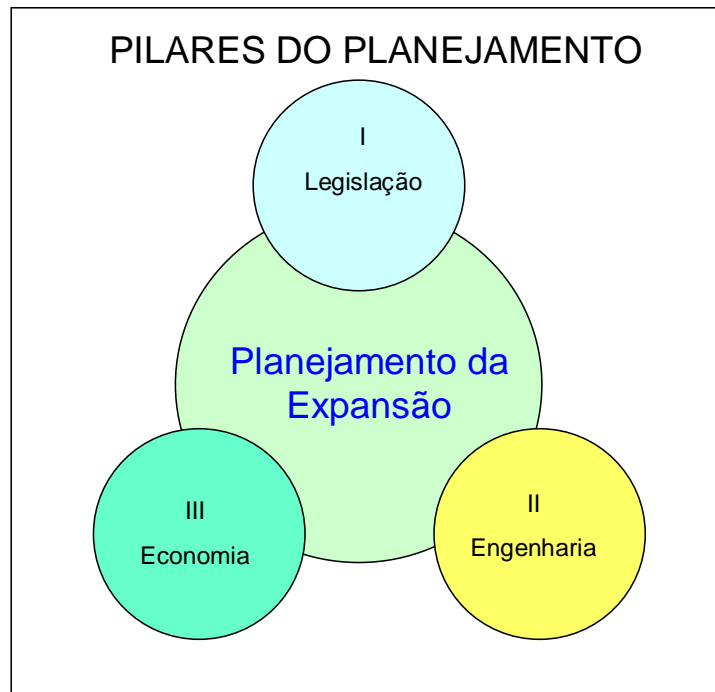 PILARES DO PLANEJAMENTO
I
Legislação
Planejamento da
Expansão
III
Economia
II
Engenharia